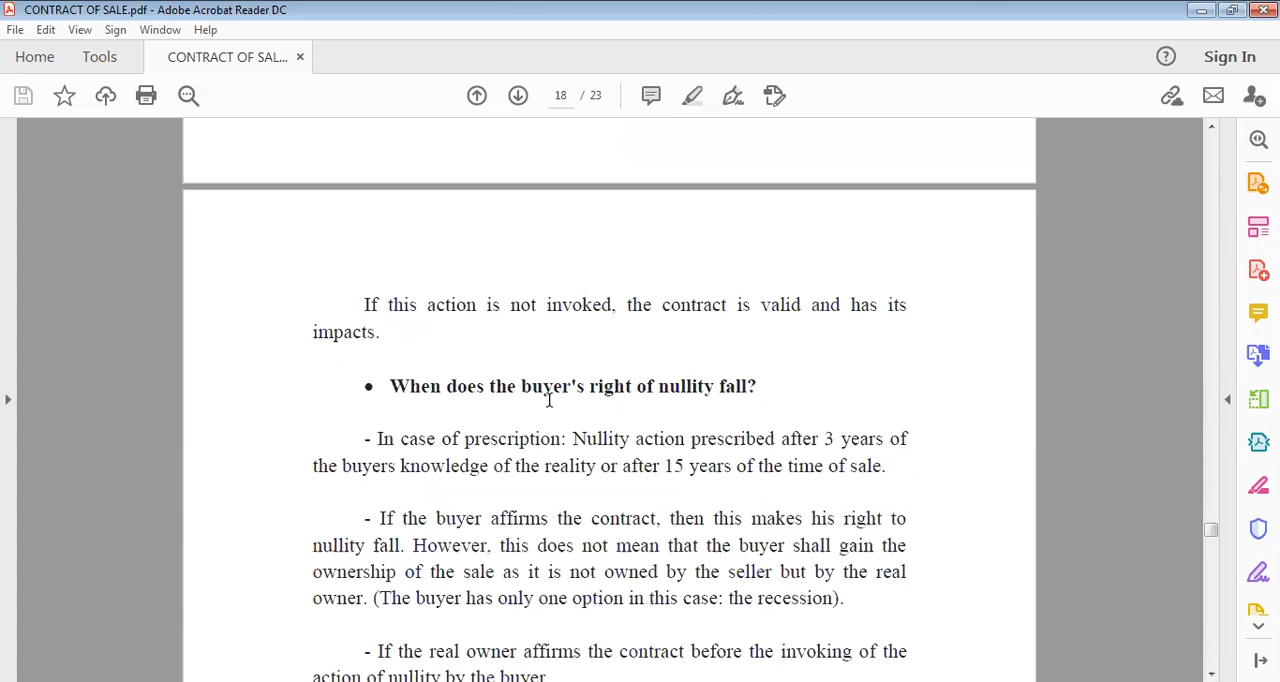 CONTRACT OF SALE.pdf - Adobe Acrobat Reader DC
File Edit View Sign Window Help
Home Tools CONTRACT OF SAL... × Sign In
18 / 23
If this action is not invoked, the contract is valid and has its
impacts.
• When does the buyer's right of nullity fall?
- In case of prescription: Nullity action prescribed after 3 years of
the buyers knowledge of the reality or after 15 years of the time of sale.
- If the buyer affirms the contract, then this makes his right to
nullity fall. However, this does not mean that the buyer shall gain the
ownership of the sale as it is not owned by the seller but by the real
owner. (The buyer has only one option in this case: the recession).
- If the real owner affirms the contract before the invoking of the
action of nullity by the buyer